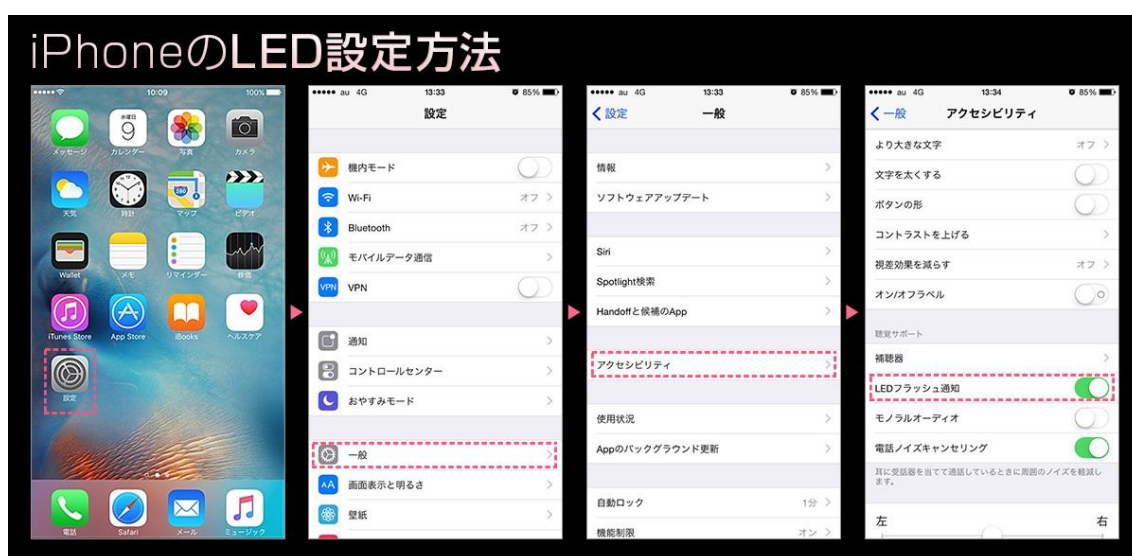 iPhoneのLED設定方法
10:09
100%
水曜日
9
メッセージ
カレンダー
写真
カメラ
280
天気
時計
マップ
ビデオ
Wallet
メモ
リマインダー
株価
iTunes Store
App Store
iBooks
ヘルスケア
設定
電話
Safari
メール
ミュージック
au 4G 13:33 85%
設定
機内モード
Wi-Fi オフ
Bluetooth オフ
モバイルデータ通信
VPN VPN
通知
コントロールセンター
おやすみモード
一般
AA 画面表示と明るさ
壁紙
au 4G 13:33 85%
設定 一般
情報
ソフトウェアアップデート
Siri
Spotlight検索
Handoffと候補のApp
アクセシビリティ
使用状況
Appのバックグラウンド更新
自動ロック 1分
機能制限 オン
au 4G 13:34 85%
一般 アクセシビリティ
より大きな文字 オフ
文字を太くする
ボタンの形
コントラストを上げる
視差効果を減らす オフ
オン/オフラベル
聴覚サポート
補聴器
LEDフラッシュ通知
モノラルオーディオ
電話ノイズキャンセリング
耳に受話器を当てて通話しているときに周囲のノイズを軽減し
ます。
左 右